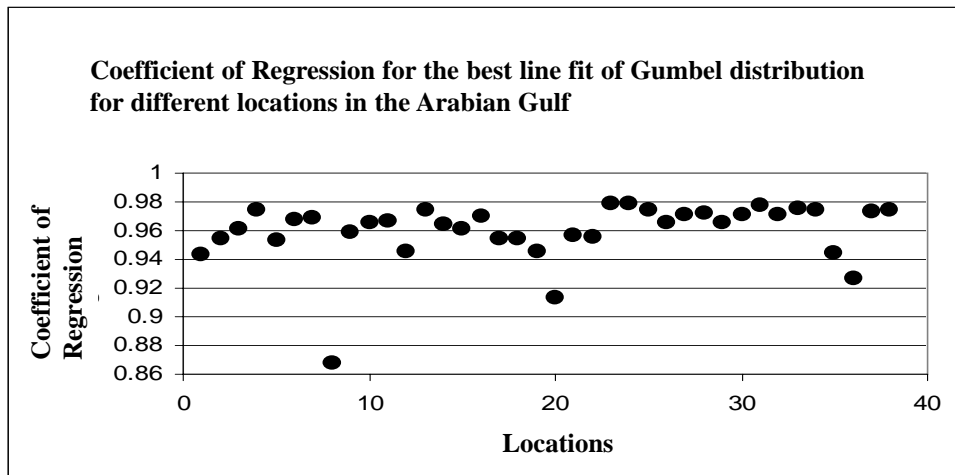 Coefficient of Regression for the best line fit of Gumbel distribution
for different locations in the Arabian Gulf
Coefficient of
Regression
1
0.98
0.96
0.94
0.92
0.9
0.88
0.86
0
10
20
30
40
Locations